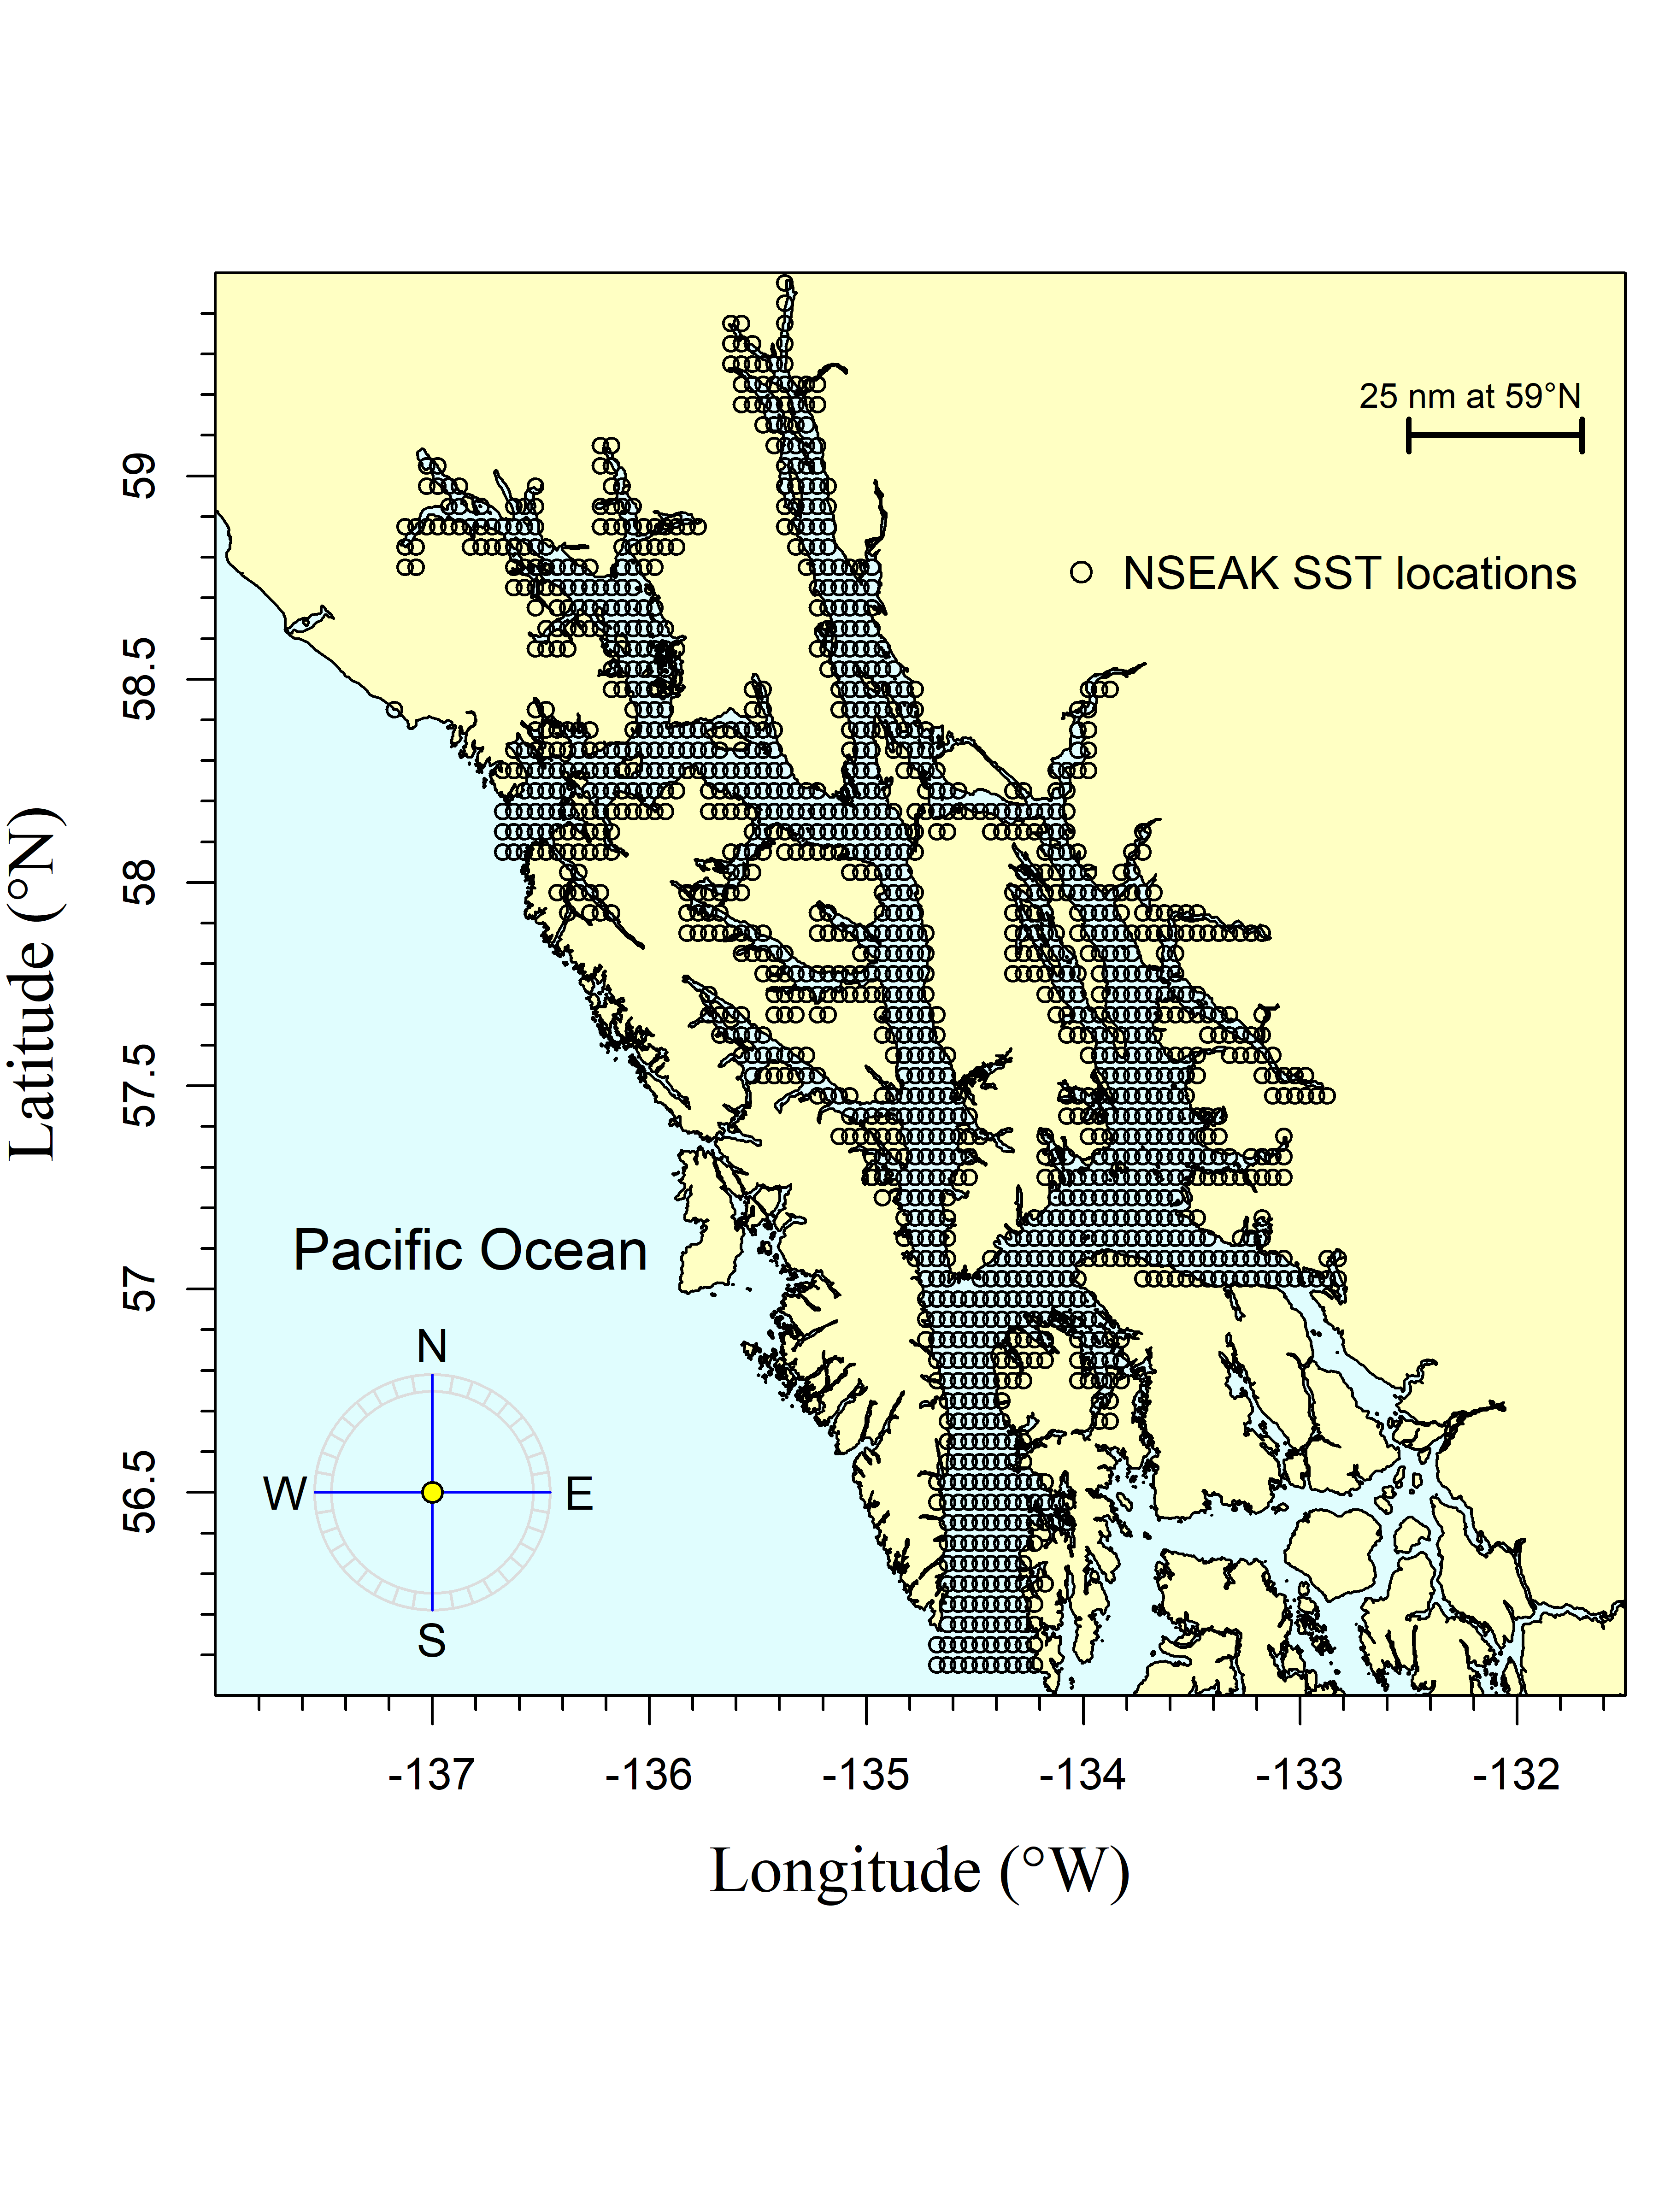 25 nm at 59°N
NSEAK SST locations
Pacific Ocean
N
W
E
S
Latitude (°N)
59
58.5
58
57.5
57
56.5
-137
-136
-135
-134
-133
-132
Longitude (°W)